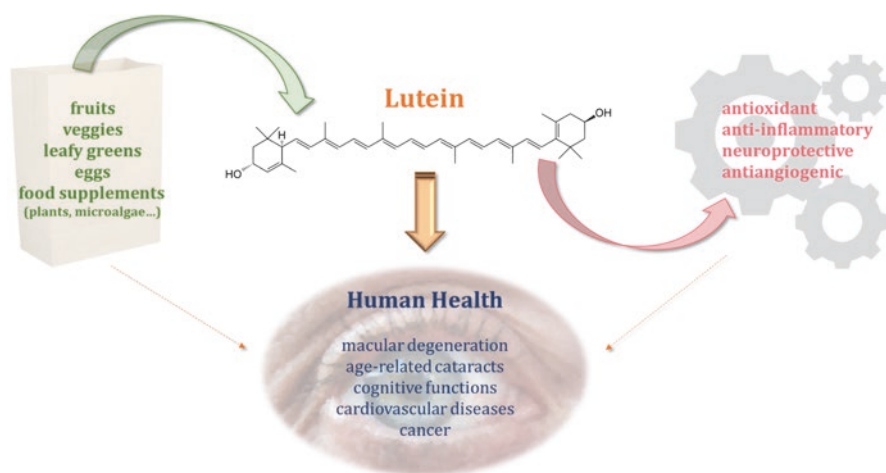 fruits
veggies
leafy greens
eggs
food supplements
(plants, microalgae...)
Lutein
HO
H
OH
antioxidant
anti-inflammatory
neuroprotective
antiangiogenic
Human Health
macular degeneration
age-related cataracts
cognitive functions
cardiovascular diseases
cancer